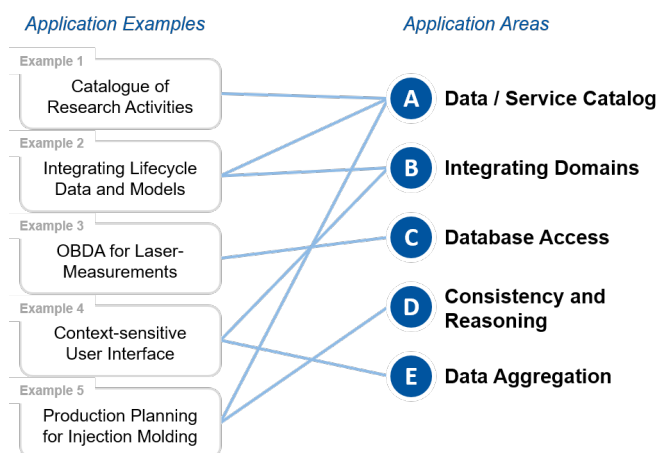 Application Examples
Application Areas
Example 1
Catalogue of
Research Activities
Example 2
Integrating Lifecycle
Data and Models
Example 3
OBDA for Laser-
Measurements
Example 4
Context-sensitive
User Interface
Example 5
Production Planning
for Injection Molding
A Data / Service Catalog
B Integrating Domains
C Database Access
D Consistency and
Reasoning
E Data Aggregation